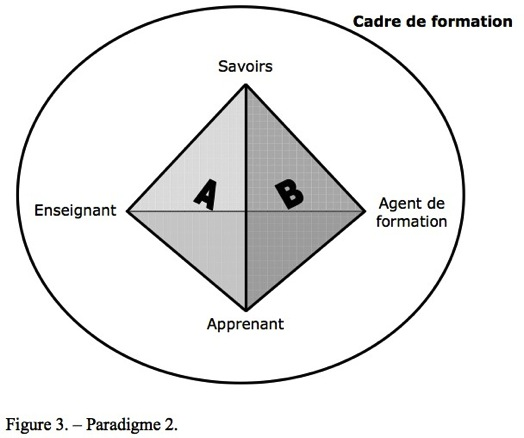 Cadre de formation
Savoirs
A
B
Enseignant
Agent de
formation
Apprenant
Figure 3. – Paradigme 2.